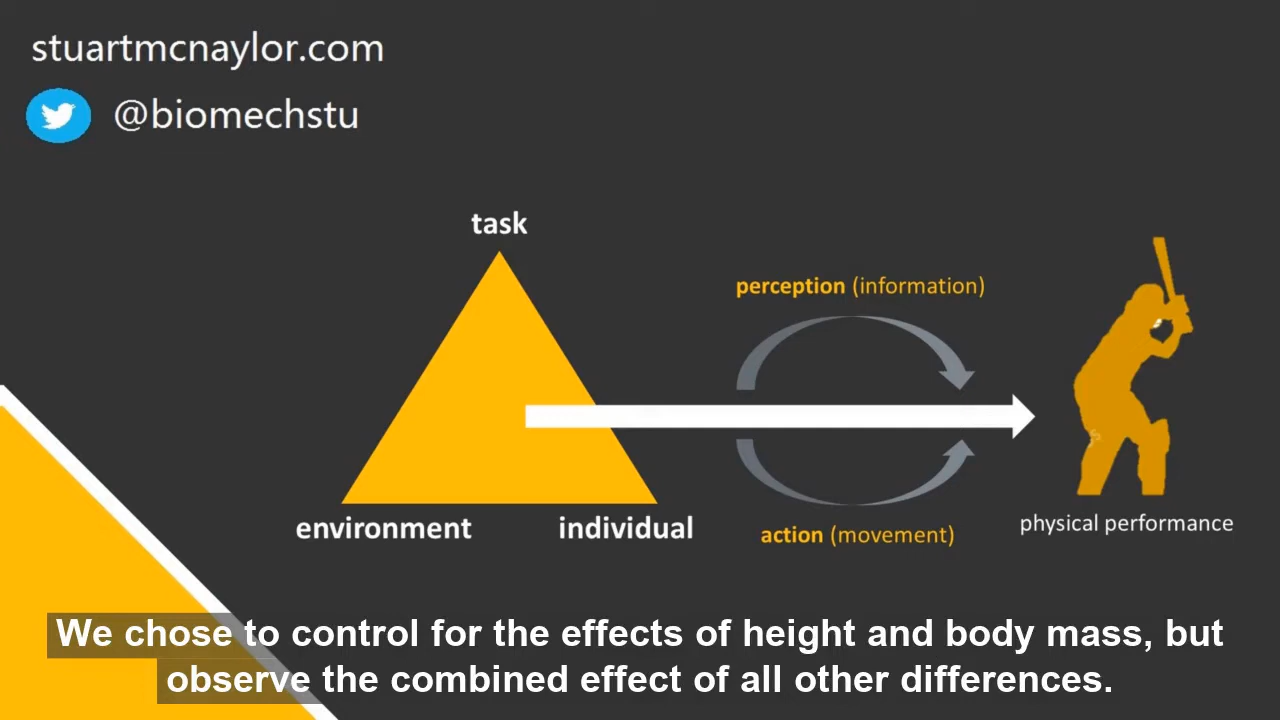 stuartmcnaylor.com
@biomechstu
task
perception (information)
environment
individual
action (movement)
physical performance
We chose to control for the effects of height and body mass, but
observe the combined effect of all other differences.